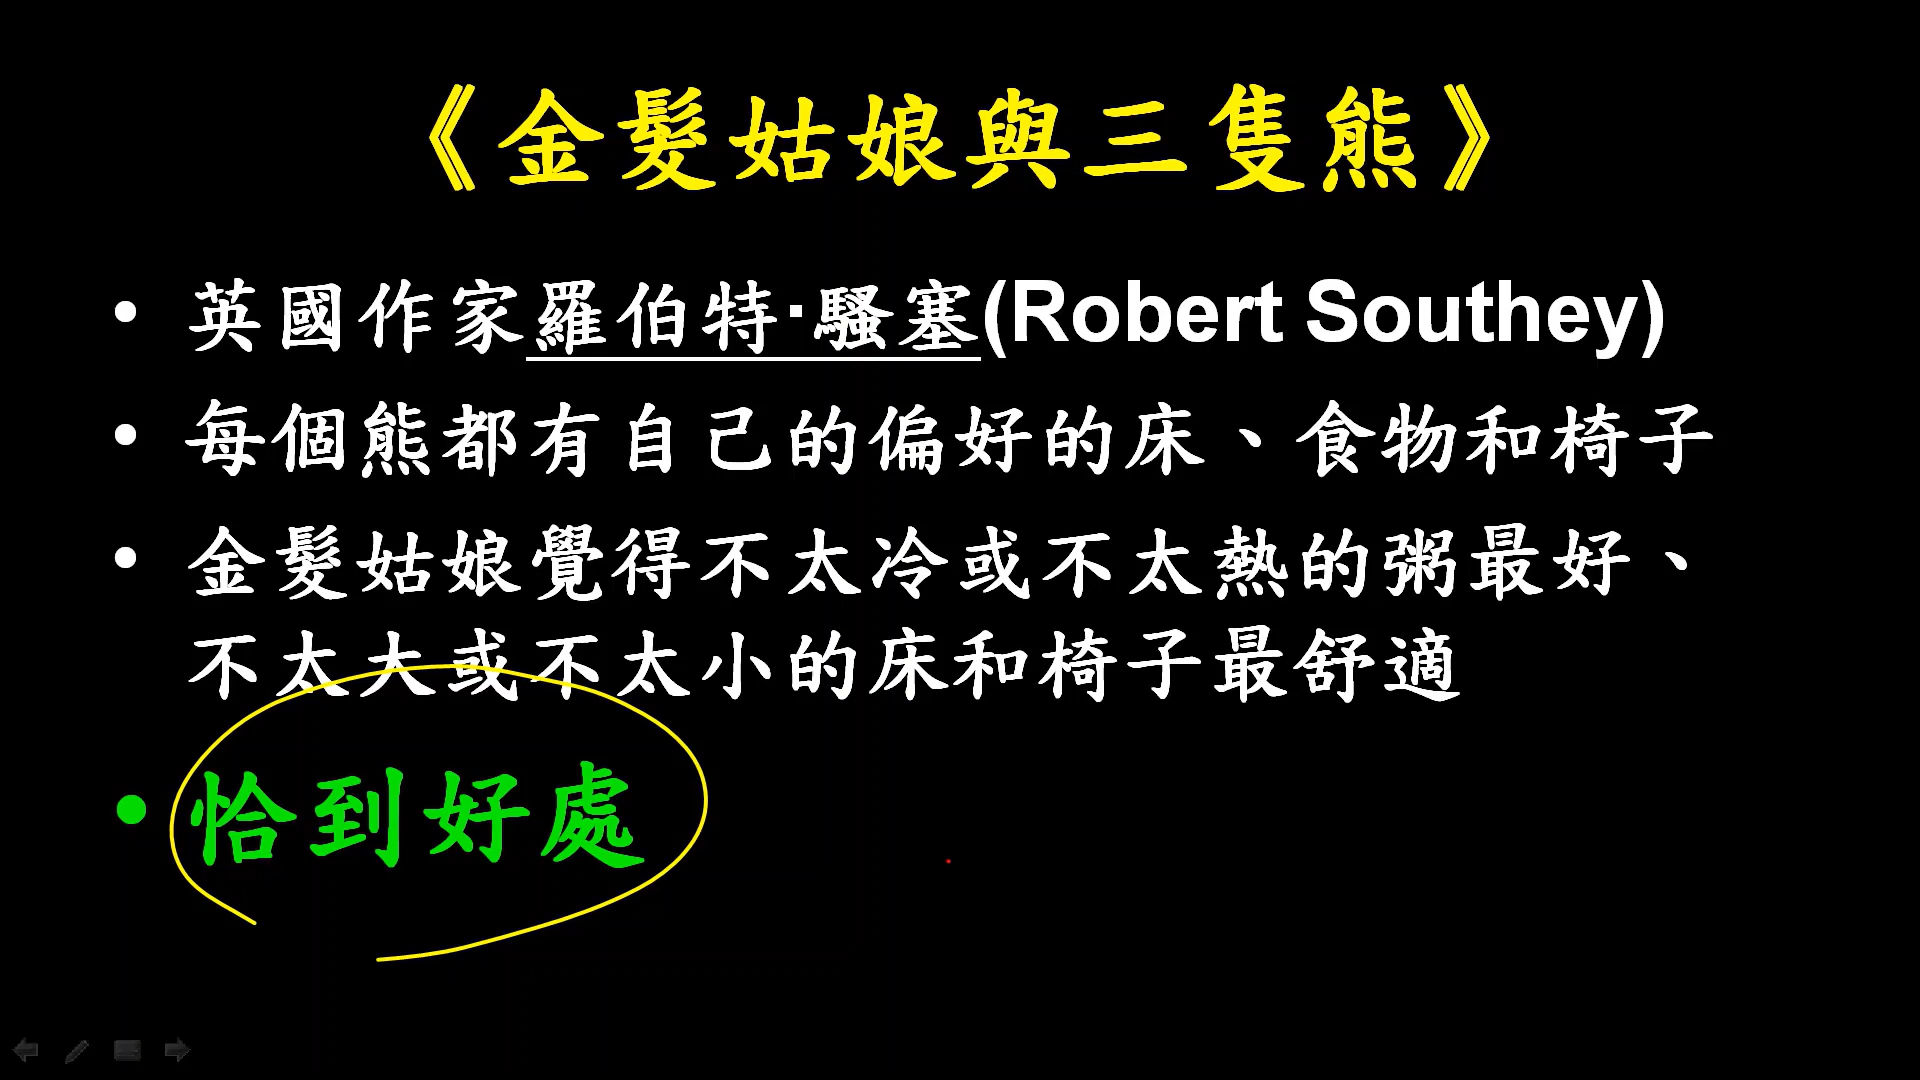 《金髮姑娘與三隻熊》
• 英國作家羅伯特·騷塞(Robert Southey)
• 每個熊都有自己的偏好的床、食物和椅子
• 金髮姑娘覺得不太冷或不太熱的粥最好、
不太大或不太小的床和椅子最舒適
• 恰到好處